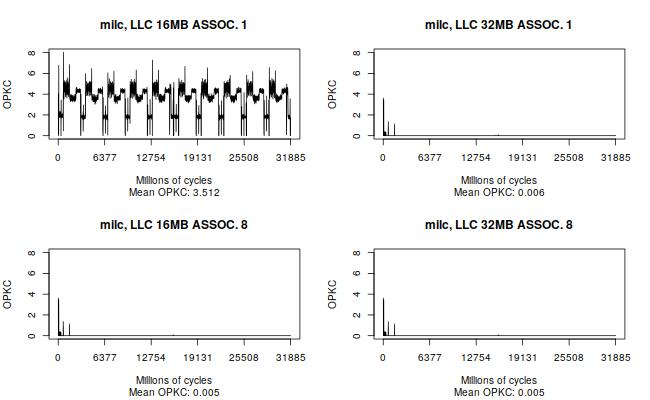 milc, LLC 16MB ASSOC. 1
OPKC
8
6
4
2
0
0 6377 12754 19131 25508 31885
Millions of cycles
Mean OPKC: 3.512
milc, LLC 32MB ASSOC. 1
OPKC
8
6
4
2
0
0 6377 12754 19131 25508 31885
Millions of cycles
Mean OPKC: 0.006
milc, LLC 16MB ASSOC. 8
OPKC
8
6
4
2
0
0 6377 12754 19131 25508 31885
Millions of cycles
Mean OPKC: 0.005
milc, LLC 32MB ASSOC. 8
OPKC
8
6
4
2
0
0 6377 12754 19131 25508 31885
Millions of cycles
Mean OPKC: 0.005